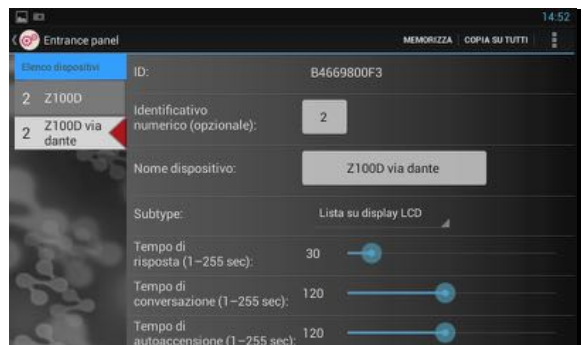 14:52
Entrance panel
MEMORIZZA
COPIA SU TUTTI
Elenco dispositivi
2 Z100D
2 Z100D via
dante
ID: B4669800F3
Identificativo
numerico (opzionale): 2
Nome dispositivo: Z100D via dante
Subtype: Lista su display LCD
Tempo di
risposta (1–255 sec): 30
Tempo di
conversazione (1–255 sec): 120
Tempo di
autoaccensione (1–255 sec): 120